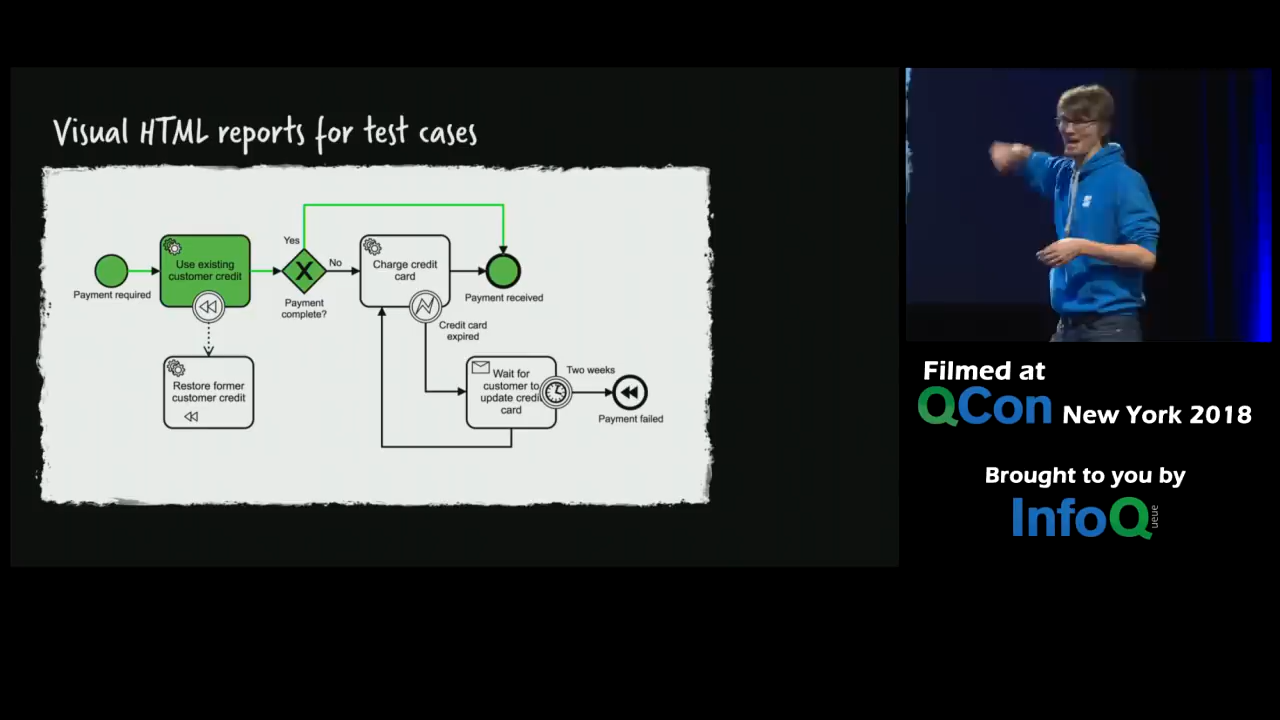 Visual HTML reports for test cases
Yes
Use existing
customer credit
No
Charge credit
card
X
Payment required
Payment
complete?
Payment received
Credit card
expired
Restore former
customer credit
Wait for
customer to
update credit
card
Two weeks
Payment failed
Filmed at
QCon New York 2018
Brought to you by
InfoQ
ueue